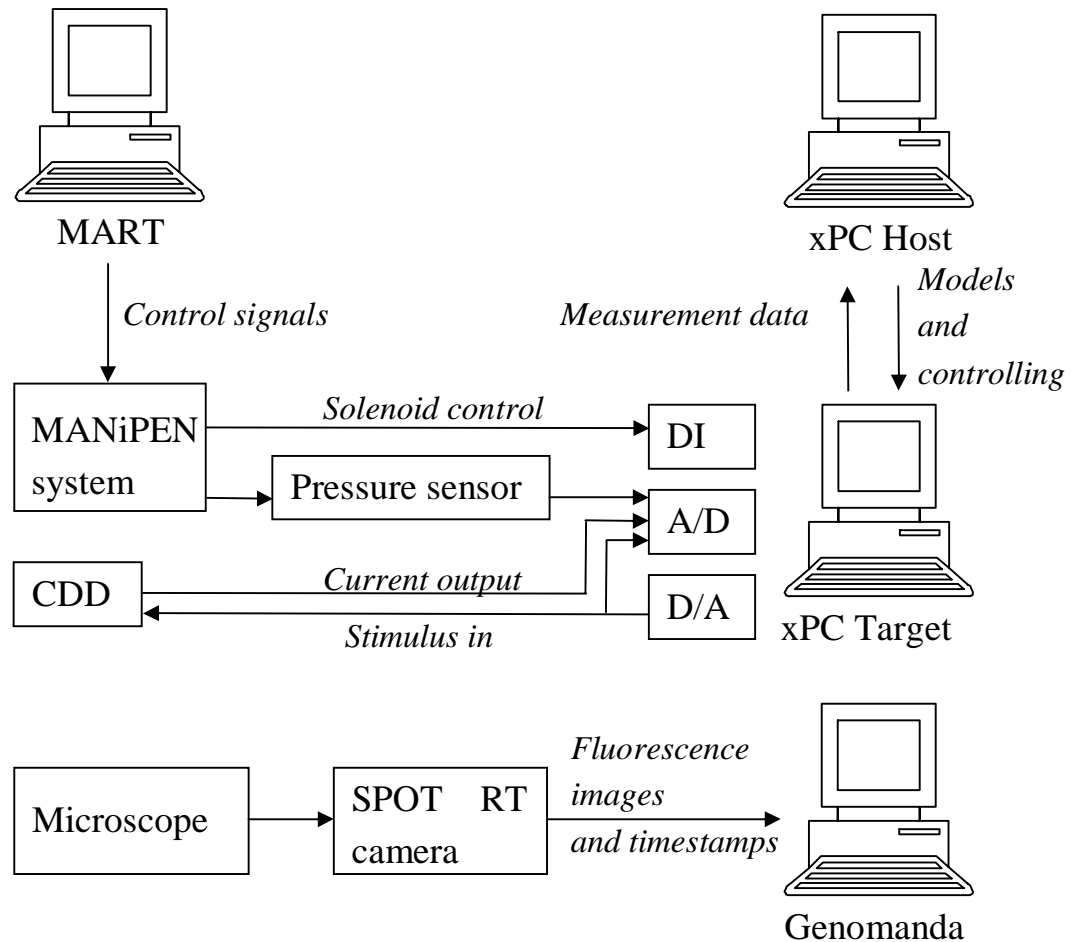 MART
xPC Host
Control signals
Measurement data
Models
and
controlling
MANiPEN
system
Solenoid control
DI
Pressure sensor
A/D
CDD
Current output
Stimulus in
D/A
xPC Target
Microscope
SPOT RT
camera
Fluorescence
images
and timestamps
Genomanda